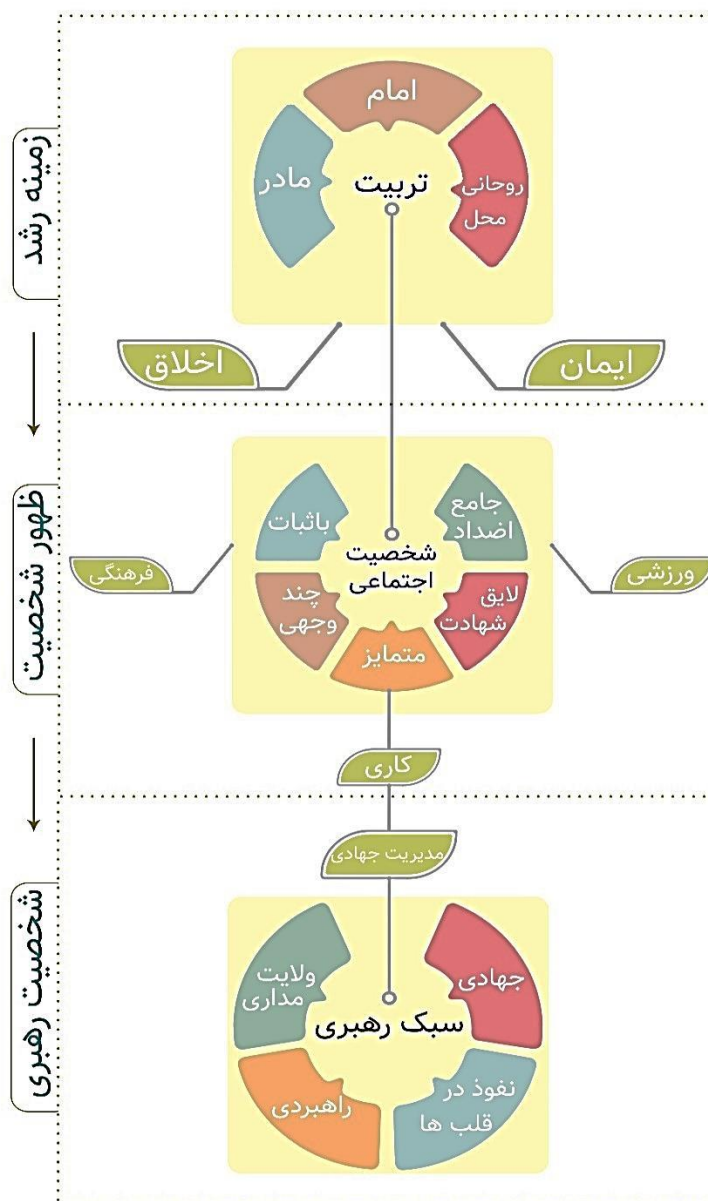 زمینه رشد
امام
روحانی
محل
مادر
تربیت
ایمان
اخلاق
ظهور شخصیت
جامع
اضداد
باثبات
شخصیت
اجتماعی
لایق
شهادت
چند
وجهی
متمایز
ورزشی
فرهنگی
کاری
مدیریت جهادی
شخصیت رهبری
جهادی
ولایت
مداری
سبک رهبری
نفوذ در
قلب ها
راهبردی